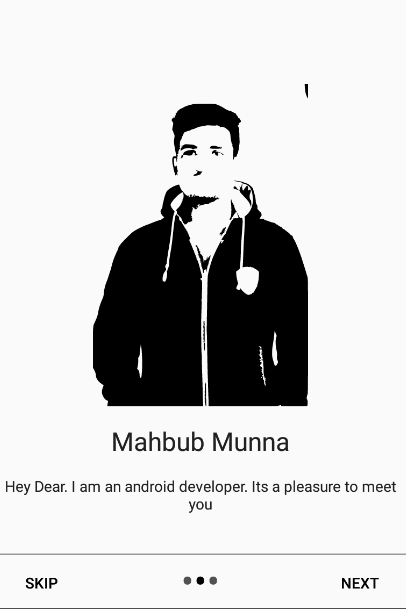 Mahbub Munna
Hey Dear. I am an android developer. Its a pleasure to meet
you
SKIP NEXT